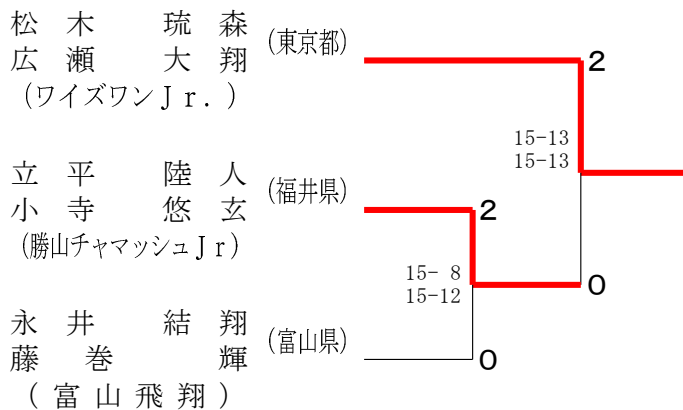 松木 琉森
広瀬 大翔
(東京都)
(ワイズワンJr.)
2
15-13
15-13
立平 陸人
小寺 悠玄
(福井県)
(勝山チャマッシュJr)
2
15- 8
15-12
0
永井 結翔
藤巻 輝
(富山県)
(富山飛翔)
0